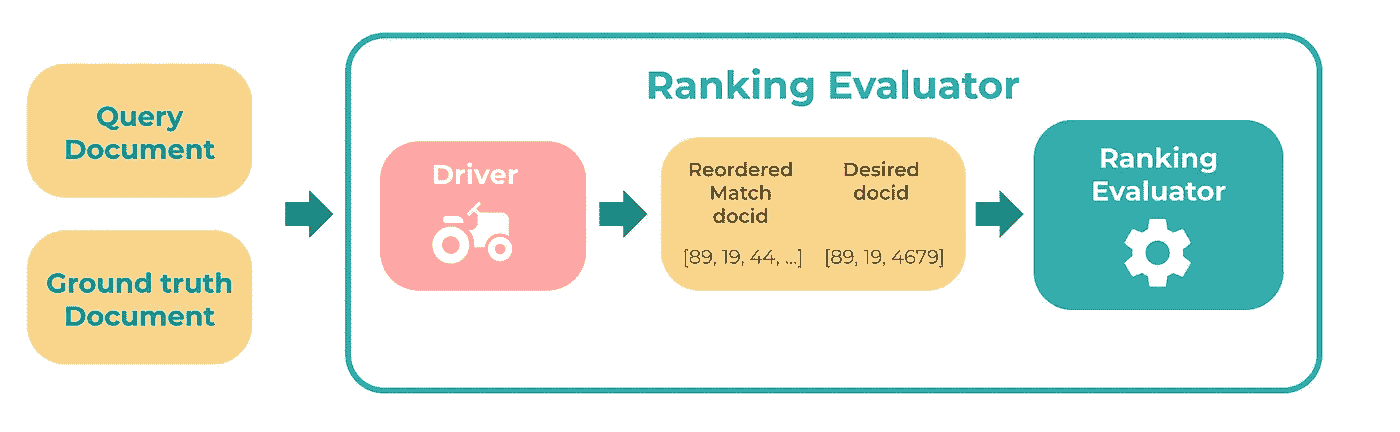 Query
Document
Ground truth
Document
Ranking Evaluator
Driver
Reordered
Match
docid
[89, 19, 44, ...]
Desired
docid
[89, 19, 4679]
Ranking
Evaluator